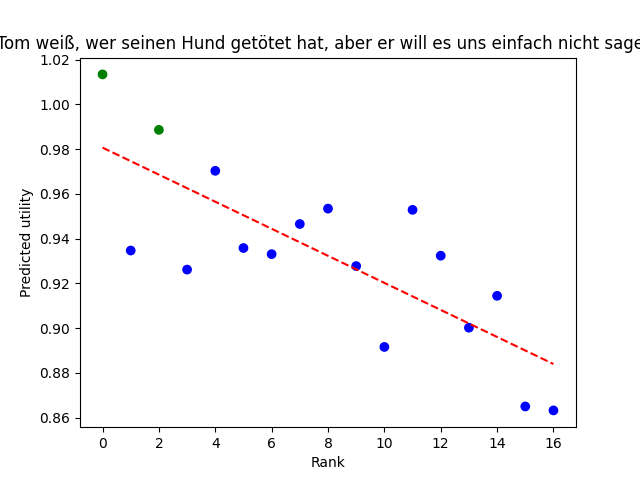 Tom weiß, wer seinen Hund getötet hat, aber er will es uns einfach nicht sage
1.02
1.00
0.98
0.96
0.94
0.92
0.90
0.88
0.86
Predicted utility
0 2 4 6 8 10 12 14 16
Rank